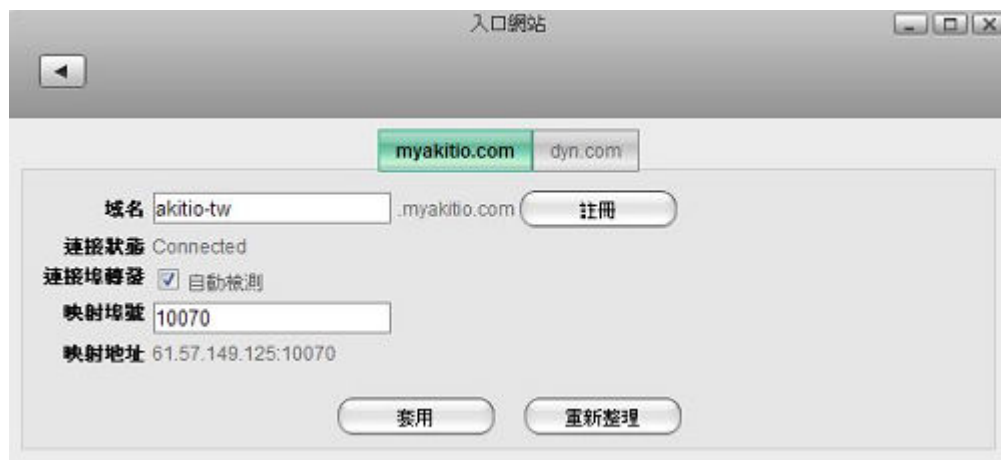 入口網站
myakitio.com dyn.com
域名 akitio-tw .myakitio.com 註冊
連接狀態 Connected
連接埠轉發 自動檢測
映射埠號 10070
映射地址 61.57.149.125:10070
套用 重新整理